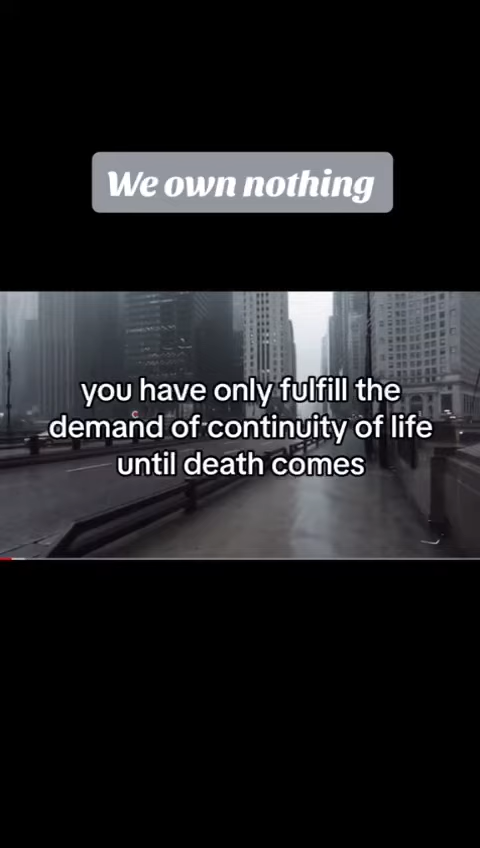 We own nothing
you have only fulfill the
demand of continuity of life
until death comes